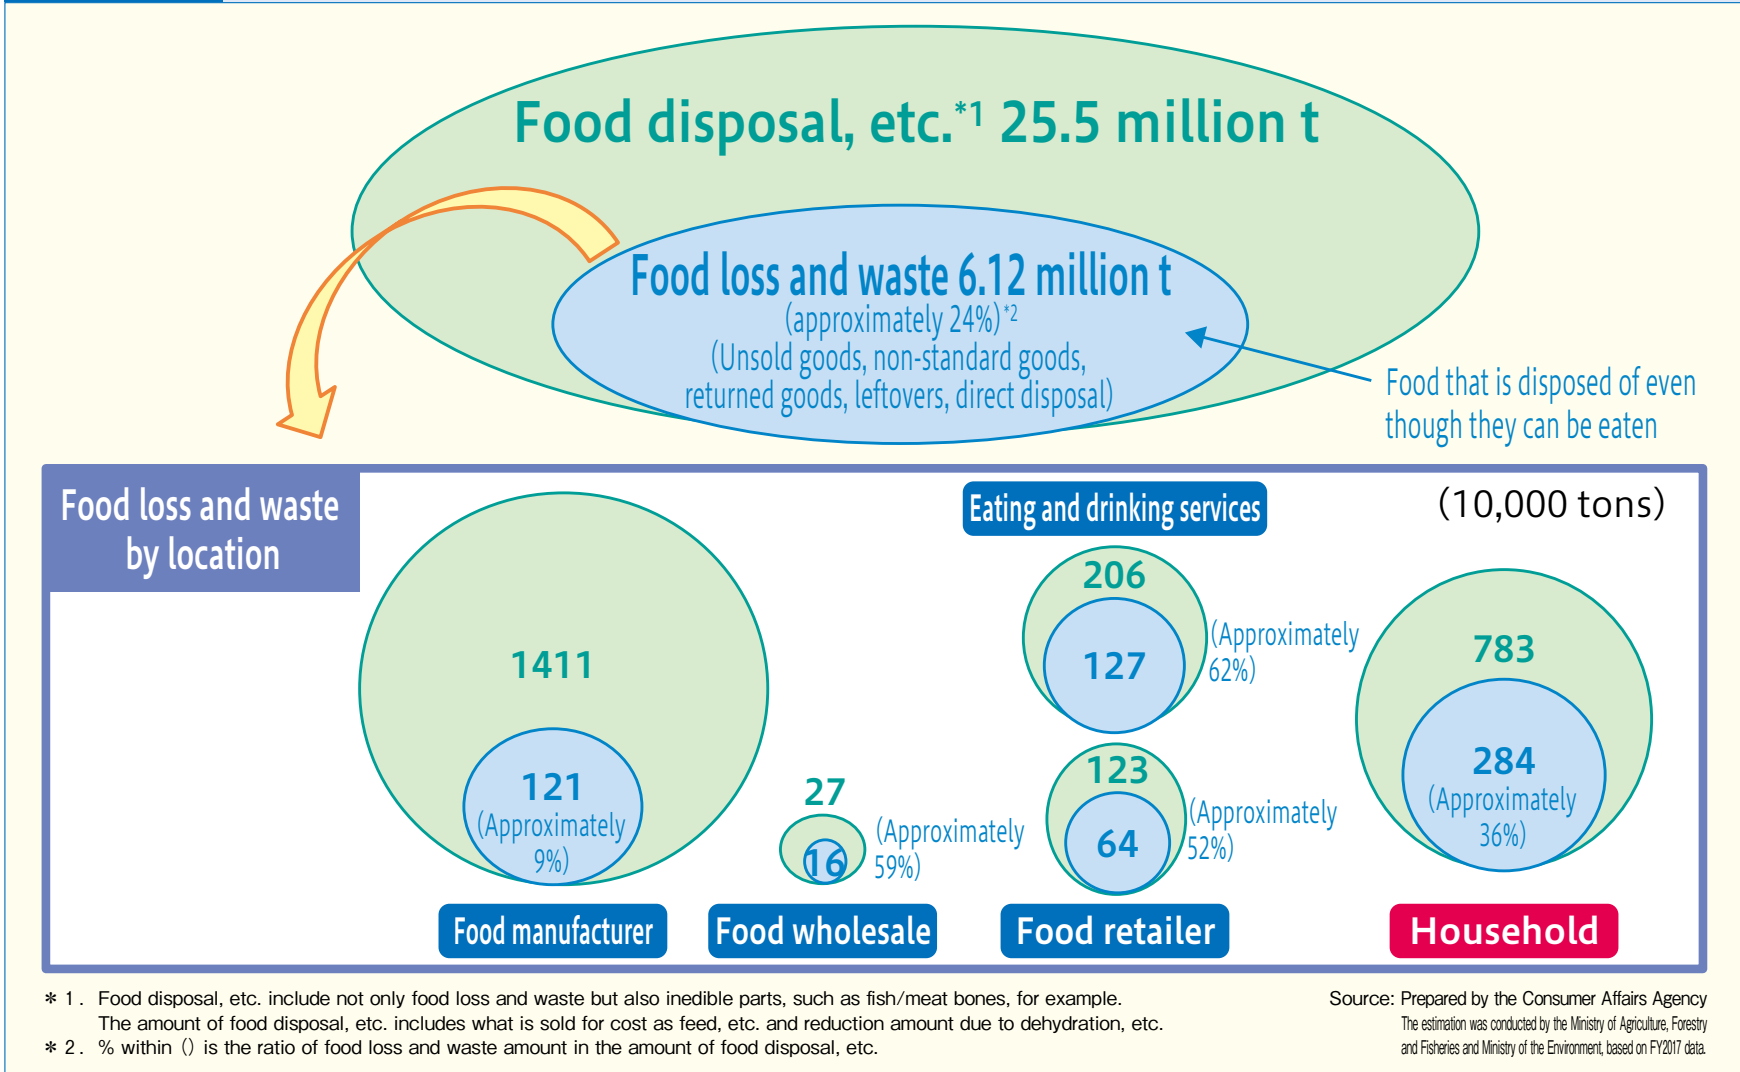 Food disposal, etc.*1 25.5 million t
Food loss and waste 6.12 million t
(approximately 24%)*2
(Unsold goods, non-standard goods,
returned goods, leftovers, direct disposal)
Food that is disposed of even
though they can be eaten
Food loss and waste
by location
(10,000 tons)
1411
121
(Approximately
9%)
Food manufacturer
27
16
(Approximately
59%)
Food wholesale
Eating and drinking services
206
127
(Approximately
62%)
123
64
(Approximately
52%)
Food retailer
783
284
(Approximately
36%)
Household
* 1. Food disposal, etc. include not only food loss and waste but also inedible parts, such as fish/meat bones, for example.
The amount of food disposal, etc. includes what is sold for cost as feed, etc. and reduction amount due to dehydration, etc.
* 2. % within () is the ratio of food loss and waste amount in the amount of food disposal, etc.
Source: Prepared by the Consumer Affairs Agency
The estimation was conducted by the Ministry of Agriculture, Forestry
and Fisheries and Ministry of the Environment, based on FY2017 data.